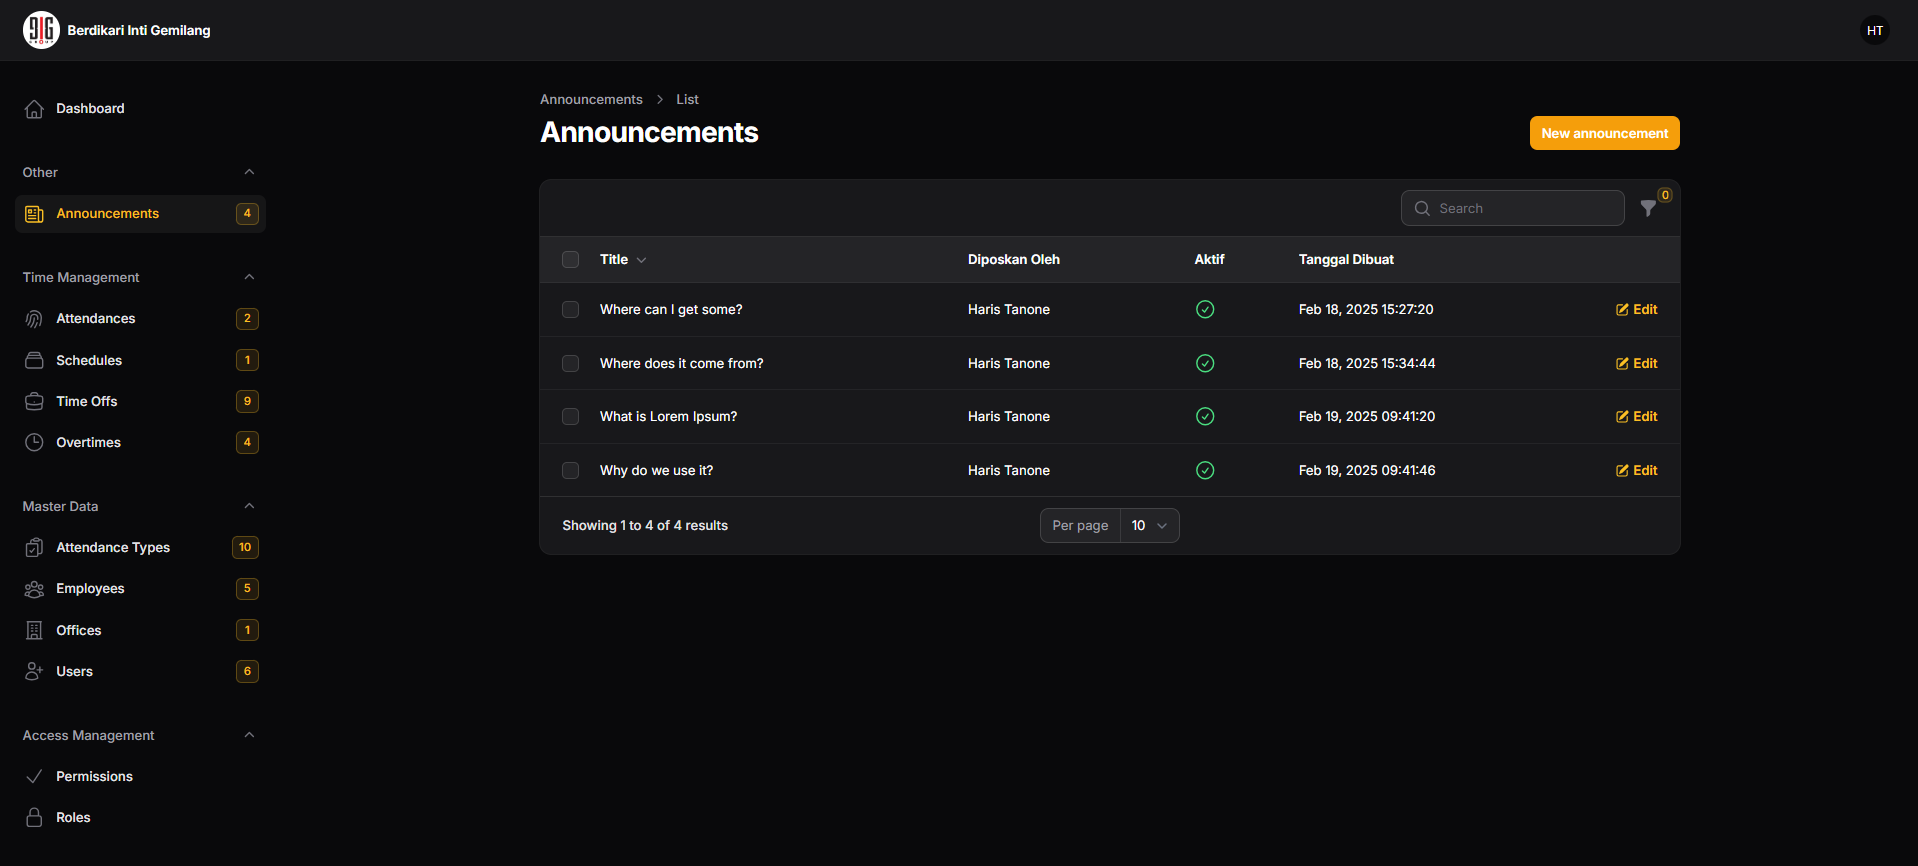 Berdikari Inti Gemilang
HT
Dashboard
Other
Announcements 4
Time Management
Attendances 2
Schedules 1
Time Offs 9
Overtimes 4
Master Data
Attendance Types 10
Employees 5
Offices 1
Users 6
Access Management
Permissions
Roles
Announcements > List
Announcements
New announcement
Search
0
Title Diposkan Oleh Aktif Tanggal Dibuat
Where can I get some? Haris Tanone Feb 18, 2025 15:27:20 Edit
Where does it come from? Haris Tanone Feb 18, 2025 15:34:44 Edit
What is Lorem Ipsum? Haris Tanone Feb 19, 2025 09:41:20 Edit
Why do we use it? Haris Tanone Feb 19, 2025 09:41:46 Edit
Showing 1 to 4 of 4 results
Per page 10